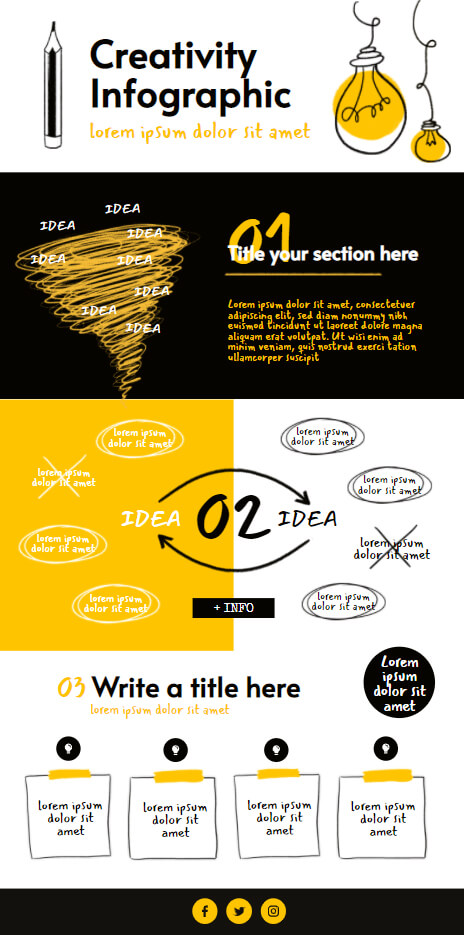 Creativity
Infographic
lorem ipsum dolor sit amet
IDEA
IDEA
IDEA
IDEA
IDEA
IDEA
IDEA
IDEA
01
Title your section here
Lorem ipsum dolor sit amet, consectetuer
adipiscing elit, sed diam nonummy nibh
euismod tincidunt ut laoreet dolore magna
aliquam erat volutpat. Ut wisi enim ad
minim veniam, quis nostrud exerci tation
ullamcorper suscipit
lorem ipsum
dolor sit amet
lorem ipsum
dolor sit amet
lorem ipsum
dolor sit amet
lorem ipsum
dolor sit amet
IDEA
02
IDEA
lorem ipsum
dolor sit amet
lorem ipsum
dolor sit amet
lorem ipsum
dolor sit amet
lorem ipsum
dolor sit amet
+ INFO
03 Write a title here
lorem ipsum dolor sit amet
Lorem
ipsum
dolor sit
amet
lorem ipsum
dolor sit
amet
lorem ipsum
dolor sit
amet
lorem ipsum
dolor sit
amet
lorem ipsum
dolor sit
amet